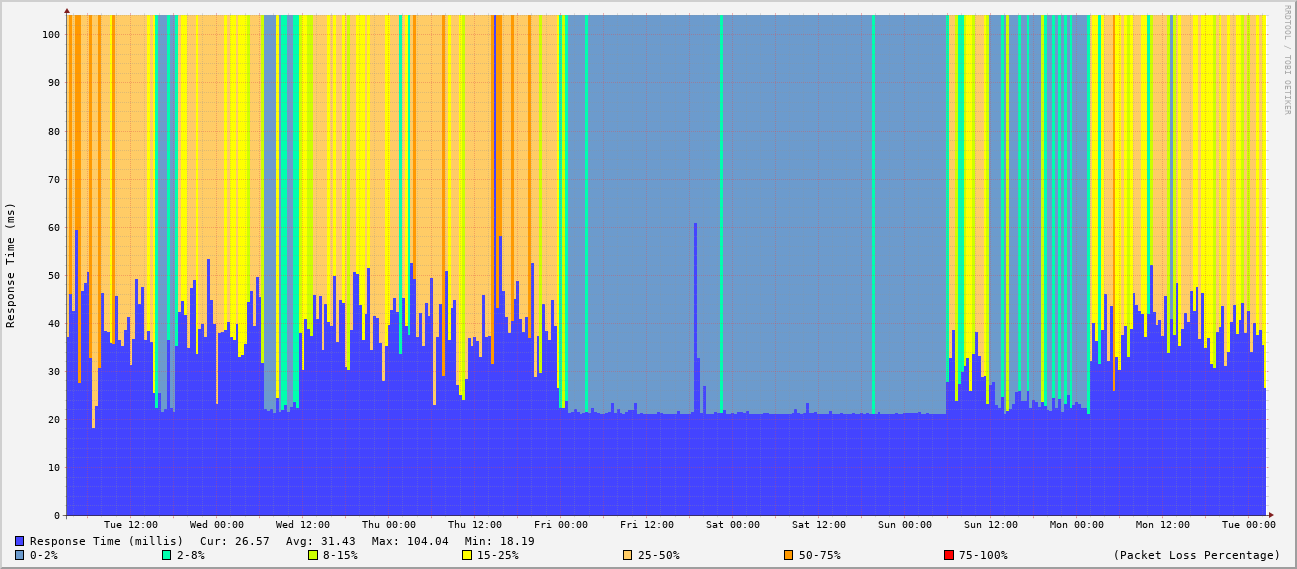 RRDTOOL / TOBI OETIKER
Response Time (ms)
100
90
80
70
60
50
40
30
20
10
0
Tue 12:00 Wed 00:00 Wed 12:00 Thu 00:00 Thu 12:00 Fri 00:00 Fri 12:00 Sat 00:00 Sat 12:00 Sun 00:00 Sun 12:00 Mon 00:00 Mon 12:00 Tue 00:00
Response Time (millis) Cur: 26.57 Avg: 31.43 Max: 104.04 Min: 18.19
0-2% 2-8% 8-15% 15-25% 25-50% 50-75% 75-100% (Packet Loss Percentage)